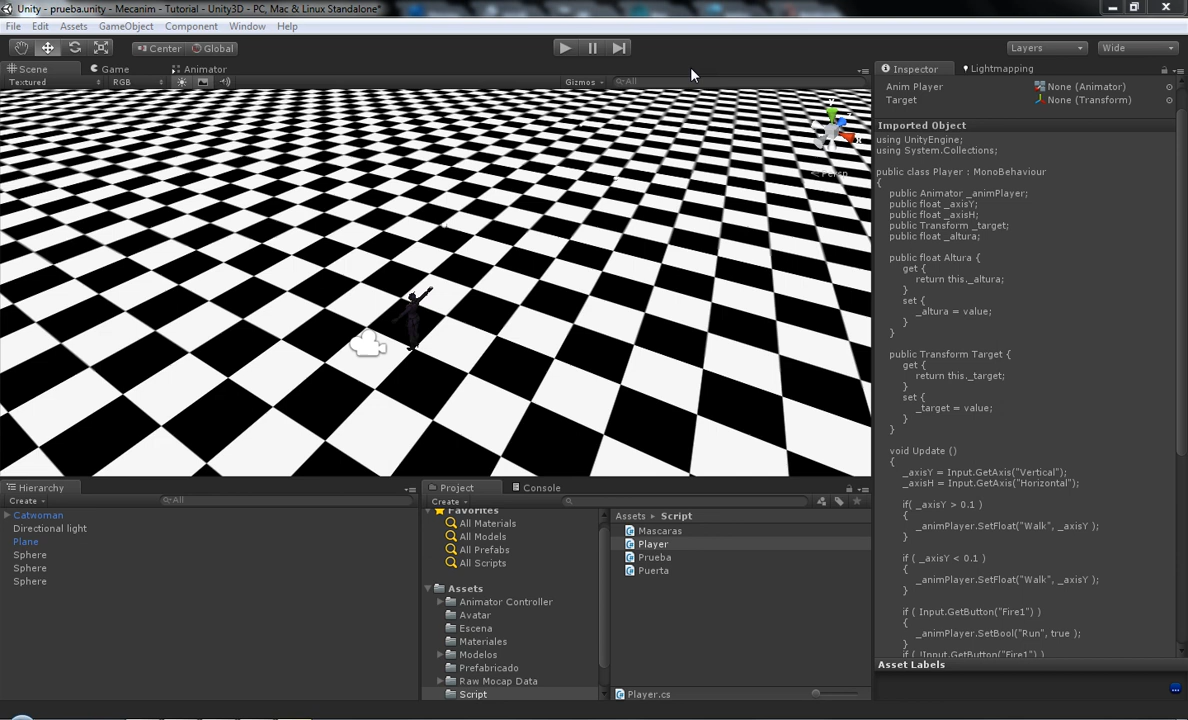 Unity - prueba.unity - Mecanim - Tutorial - Unity3D - PC, Mac & Linux Standalone*
File Edit Assets GameObject Component Window Help
Center Global Layers Wide
Scene Game Animator
Textured RGB Gizmos All
y
x
Persp
Inspector Lightmapping
Anim Player None (Animator)
Target None (Transform)
Imported Object
using UnityEngine;
using System.Collections;
public class Player : MonoBehaviour
{
public Animator _animPlayer;
public float _axisY;
public float _axisH;
public Transform _target;
public float _altura;
public float Altura {
get {
return this._altura;
}
set {
_altura = value;
}
}
public Transform Target {
get {
return this._target;
}
set {
_target = value;
}
}
void Update ()
{
_axisY = Input.GetAxis("Vertical");
_axisH = Input.GetAxis("Horizontal");
if( _axisY > 0.1 )
{
_animPlayer.SetFloat("Walk", _axisY );
}
if ( _axisY < 0.1 )
{
_animPlayer.SetFloat("Walk", _axisY );
}
if ( Input.GetButton("Fire1") )
{
_animPlayer.SetBool("Run", true );
}
if ( !Input.GetButton("Fire1") )
Asset Labels
Hierarchy
Create All
Catwoman
Directional light
Plane
Sphere
Sphere
Sphere
Project Console
Create
Favorites
All Materials
All Models
All Prefabs
All Scripts
Assets
Animator Controller
Avatar
Escena
Materiales
Modelos
Prefabricado
Raw Mocap Data
Script
Assets Script
Mascaras
Player
Prueba
Puerta
Player.cs